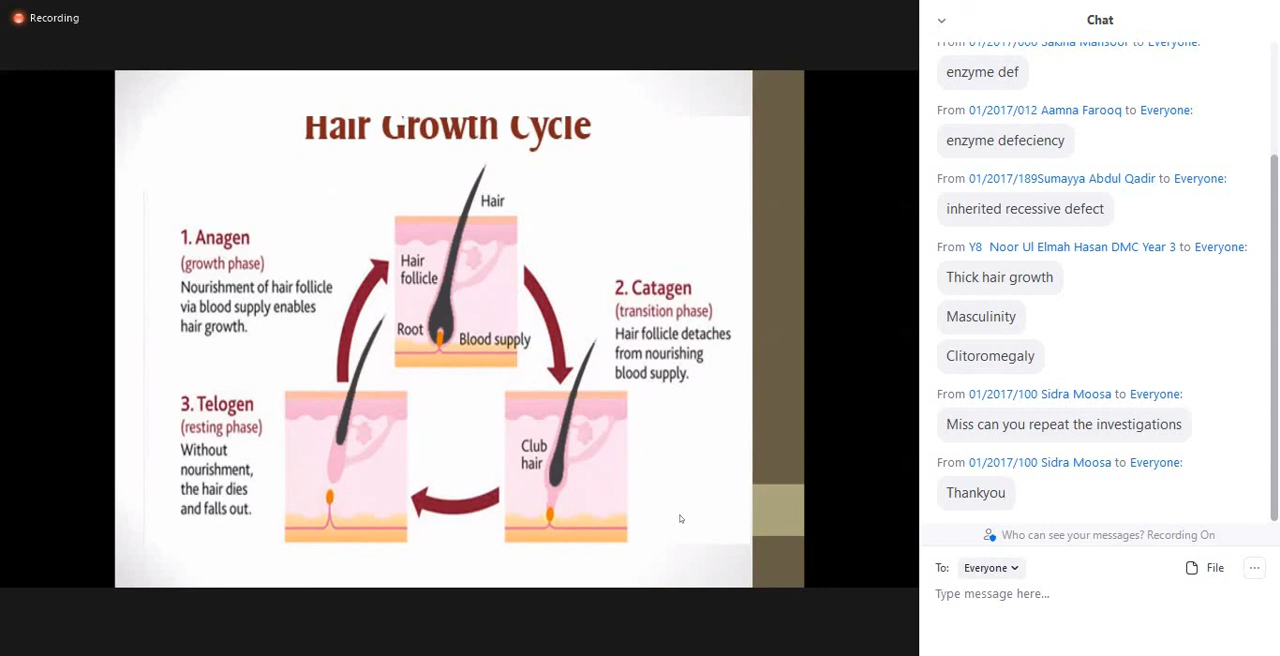 Recording
Hair Growth Cycle
Hair
1. Anagen
(growth phase)
Nourishment of hair follicle
via blood supply enables
hair growth.
Hair
follicle
Root
Blood supply
2. Catagen
(transition phase)
Hair follicle detaches
from nourishing
blood supply.
3. Telogen
(resting phase)
Without
nourishment,
the hair dies
and falls out.
Club
hair
Chat
From 01/2017/ Sakina Mansoor to Everyone:
enzyme def
From 01/2017/012 Aamna Farooq to Everyone:
enzyme defeciency
From 01/2017/189Sumayya Abdul Qadir to Everyone:
inherited recessive defect
From Y8 Noor Ul Elmah Hasan DMC Year 3 to Everyone:
Thick hair growth
Masculinity
Clitoromegaly
From 01/2017/100 Sidra Moosa to Everyone:
Miss can you repeat the investigations
From 01/2017/100 Sidra Moosa to Everyone:
Thankyou
Who can see your messages? Recording On
To: Everyone
File
...
Type message here...